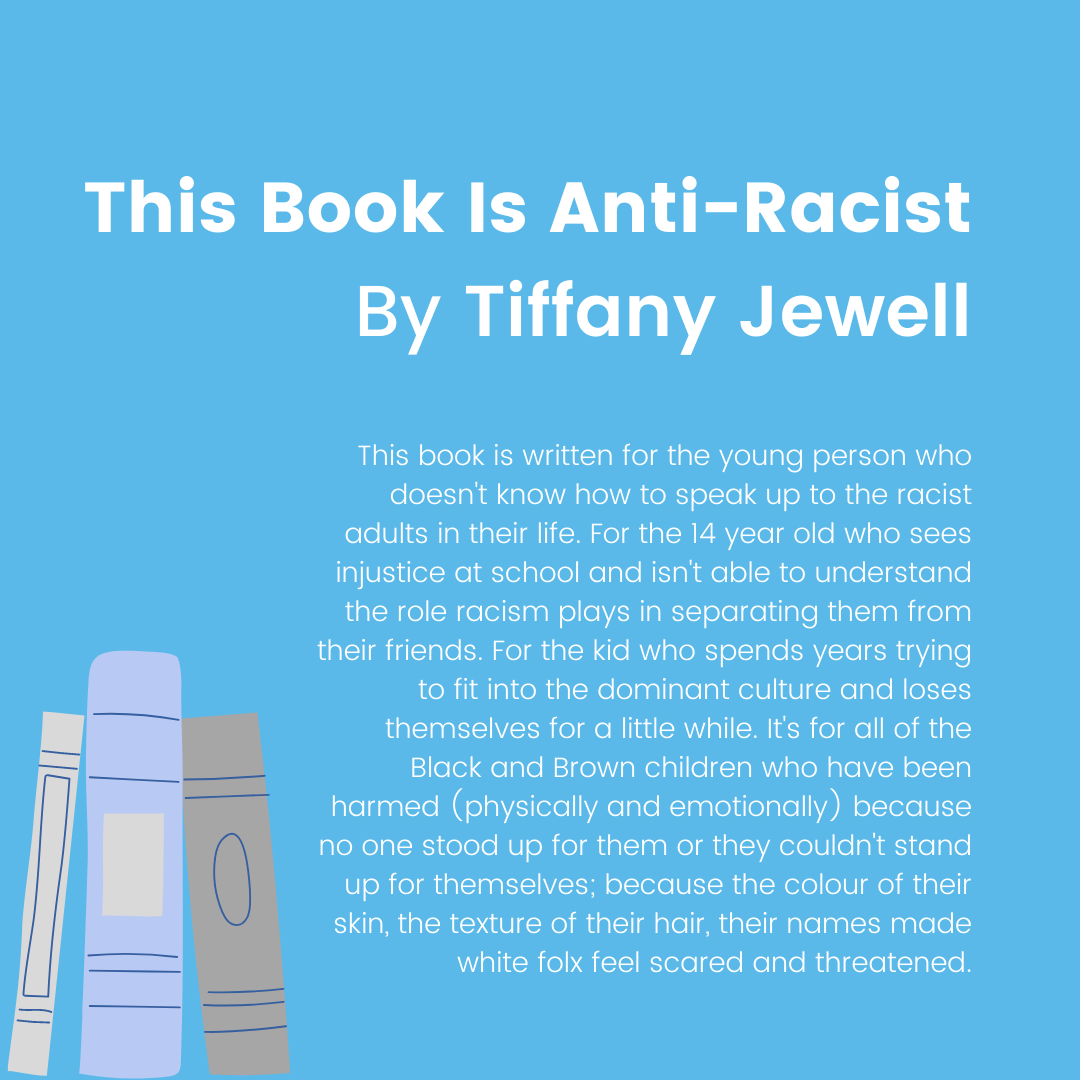 This Book Is Anti-Racist
By Tiffany Jewell
This book is written for the young person who
doesn't know how to speak up to the racist
adults in their life. For the 14 year old who sees
injustice at school and isn't able to understand
the role racism plays in separating them from
their friends. For the kid who spends years trying
to fit into the dominant culture and loses
themselves for a little while. It's for all of the
Black and Brown children who have been
harmed (physically and emotionally) because
no one stood up for them or they couldn't stand
up for themselves; because the colour of their
skin, the texture of their hair, their names made
white folx feel scared and threatened.